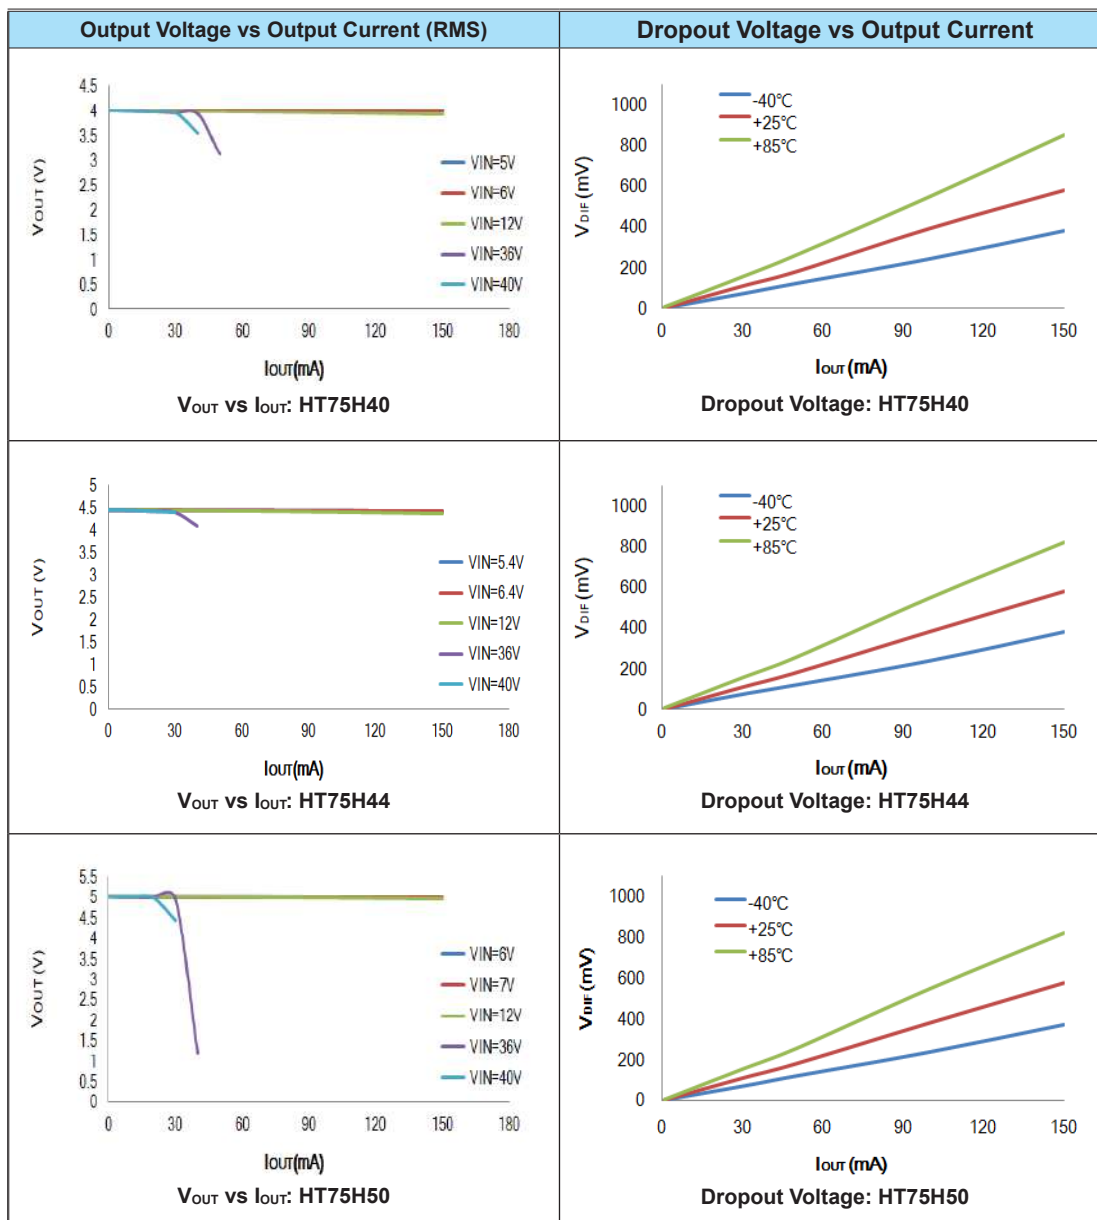 Output Voltage vs Output Current (RMS)
Dropout Voltage vs Output Current
4.5
4
3.5
3
2.5
2
1.5
1
0.5
0
VOUT (V)
VIN=5V
VIN=6V
VIN=12V
VIN=36V
VIN=40V
0 30 60 90 120 150 180
IOUT(mA)
VOUT vs IOUT: HT75H40
1000
800
600
400
200
0
VDIF (mV)
-40℃
+25℃
+85℃
0 30 60 90 120 150
IOUT (mA)
Dropout Voltage: HT75H40
5
4.5
4
3.5
3
2.5
2
1.5
1
0.5
0
VOUT (V)
VIN=5.4V
VIN=6.4V
VIN=12V
VIN=36V
VIN=40V
0 30 60 90 120 150 180
IOUT(mA)
VOUT vs IOUT: HT75H44
1000
800
600
400
200
0
VDIF (mV)
-40℃
+25℃
+85℃
0 30 60 90 120 150
IOUT (mA)
Dropout Voltage: HT75H44
5.5
5
4.5
4
3.5
3
2.5
2
1.5
1
0.5
0
VOUT (V)
VIN=6V
VIN=7V
VIN=12V
VIN=36V
VIN=40V
0 30 60 90 120 150 180
IOUT(mA)
VOUT vs IOUT: HT75H50
1000
800
600
400
200
0
VDIF (mV)
-40℃
+25℃
+85℃
0 30 60 90 120 150
IOUT (mA)
Dropout Voltage: HT75H50